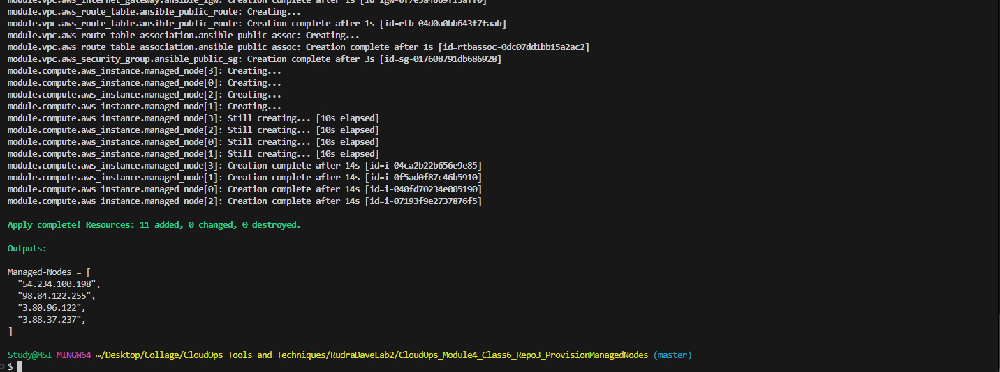 module.vpc.aws_internet_gateway.ansible_igw: Creation complete after 1s [id=igw-0f7e5a4869f15aff0]
module.vpc.aws_route_table.ansible_public_route: Creating...
module.vpc.aws_route_table.ansible_public_route: Creation complete after 1s [id=rtb-04d0a0bb643f7faab]
module.vpc.aws_route_table_association.ansible_public_assoc: Creating...
module.vpc.aws_route_table_association.ansible_public_assoc: Creation complete after 1s [id=rtbassoc-0dc07dd1bb15a2ac2]
module.vpc.aws_security_group.ansible_public_sg: Creation complete after 3s [id=sg-017608791db686928]
module.compute.aws_instance.managed_node[3]: Creating...
module.compute.aws_instance.managed_node[0]: Creating...
module.compute.aws_instance.managed_node[2]: Creating...
module.compute.aws_instance.managed_node[1]: Creating...
module.compute.aws_instance.managed_node[3]: Still creating... [10s elapsed]
module.compute.aws_instance.managed_node[2]: Still creating... [10s elapsed]
module.compute.aws_instance.managed_node[0]: Still creating... [10s elapsed]
module.compute.aws_instance.managed_node[1]: Still creating... [10s elapsed]
module.compute.aws_instance.managed_node[3]: Creation complete after 14s [id=i-04ca2b22b656e9e85]
module.compute.aws_instance.managed_node[1]: Creation complete after 14s [id=i-0f5ad0f87c46b5910]
module.compute.aws_instance.managed_node[0]: Creation complete after 14s [id=i-040fd70234e005190]
module.compute.aws_instance.managed_node[2]: Creation complete after 14s [id=i-07193f9e2737876f5]
Apply complete! Resources: 11 added, 0 changed, 0 destroyed.
Outputs:
Managed-Nodes = [
"54.234.100.198",
"98.84.122.255",
"3.80.96.122",
"3.88.37.237",
]
Study@MSI MINGW64 ~/Desktop/Collage/CloudOps Tools and Techniques/RudraDaveLab2/CloudOps_Module4_Class6_Repo3_ProvisionManagedNodes (master)
$